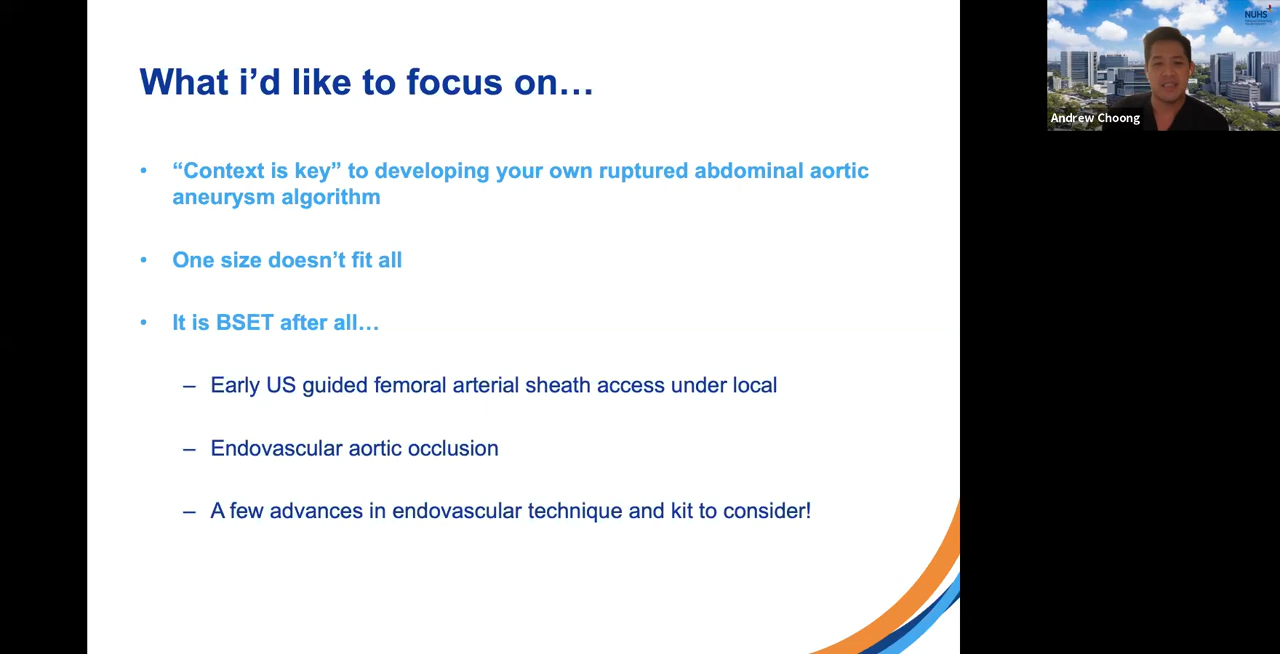 What i’d like to focus on…
• “Context is key” to developing your own ruptured abdominal aortic
aneurysm algorithm
• One size doesn’t fit all
• It is BSET after all…
– Early US guided femoral arterial sheath access under local
– Endovascular aortic occlusion
– A few advances in endovascular technique and kit to consider!
NUHS
Andrew Choong